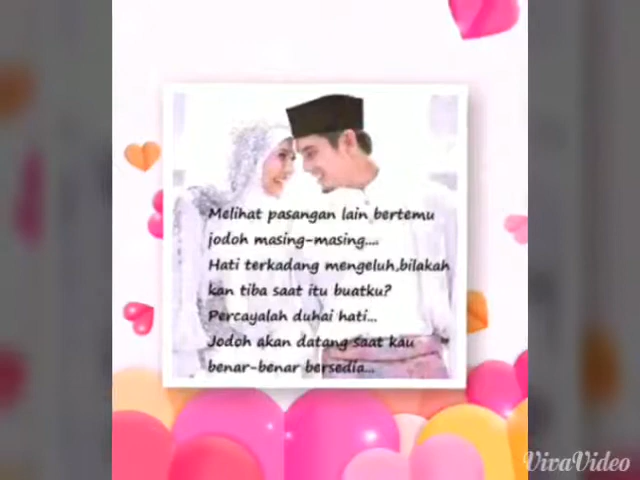 Melihat pasangan lain bertemu
jodoh masing-masing....
Hati terkadang mengeluh,bilakah
kan tiba saat itu buatku?
Percayalah duhai hati...
Jodoh akan datang saat kau
benar-benar bersedia...
VivaVideo